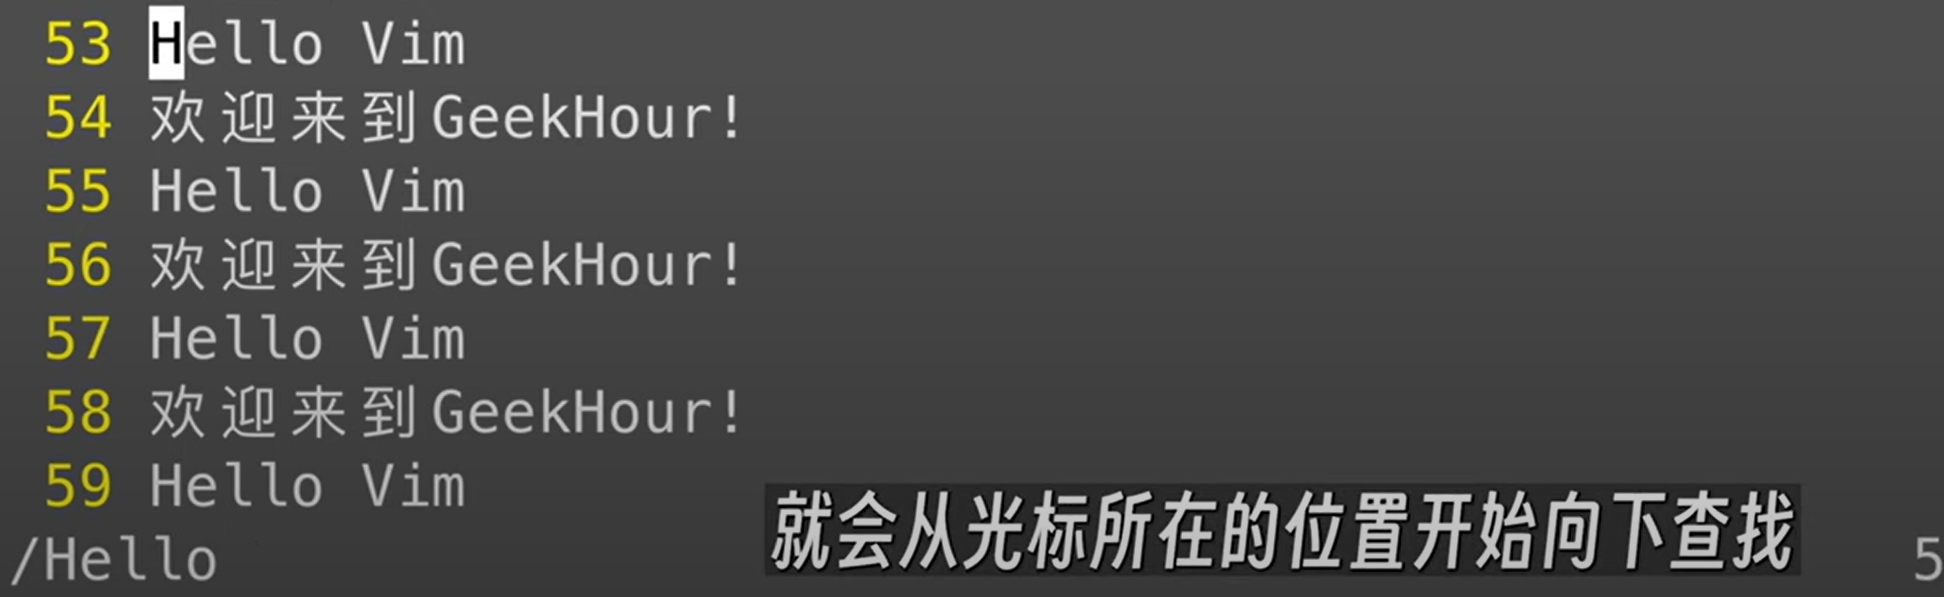 53 Hello Vim
54 欢迎来到GeekHour!
55 Hello Vim
56 欢迎来到GeekHour!
57 Hello Vim
58 欢迎来到GeekHour!
59 Hello Vim
就会从光标所在的位置开始向下查找
/Hello 5